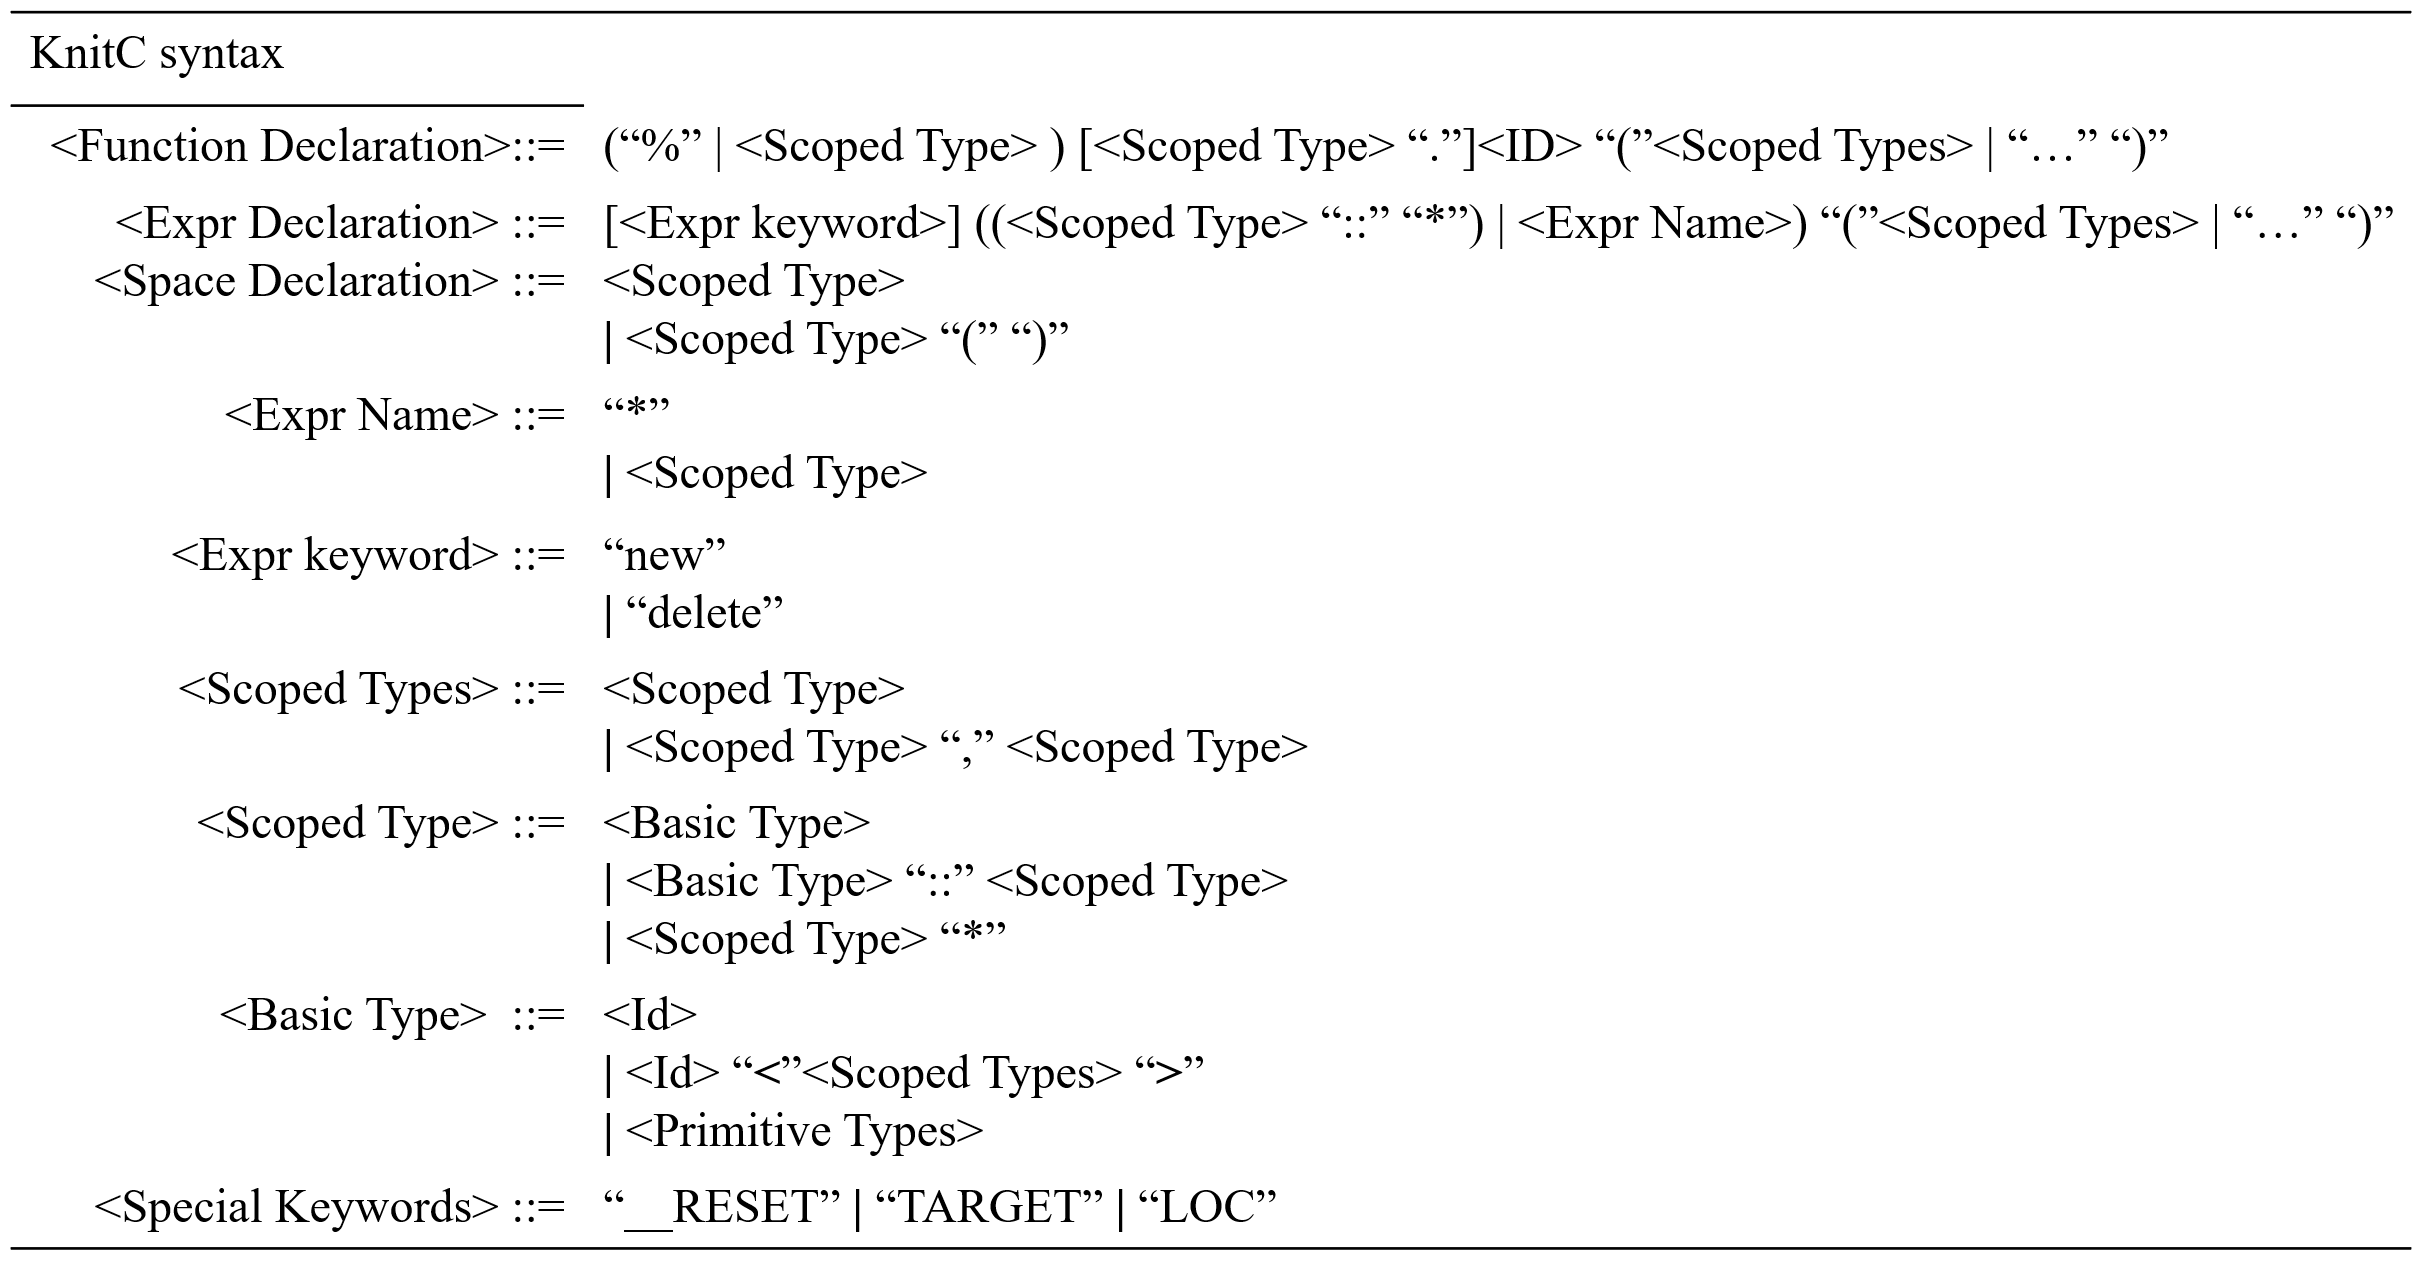 KnitC syntax
<Function Declaration>::= (“%” | <Scoped Type> ) [<Scoped Type> “.”]<ID> “(”<Scoped Types> | “…” “)”
<Expr Declaration> ::= [<Expr keyword>] ((<Scoped Type> “::” “*”) | <Expr Name>) “(”<Scoped Types> | “…” “)”
<Space Declaration> ::= <Scoped Type>
| <Scoped Type> “(” “)”
<Expr Name> ::= “*”
| <Scoped Type>
<Expr keyword> ::= “new”
| “delete”
<Scoped Types> ::= <Scoped Type>
| <Scoped Type> “,” <Scoped Type>
<Scoped Type> ::= <Basic Type>
| <Basic Type> “::” <Scoped Type>
| <Scoped Type> “*”
<Basic Type> ::= <Id>
| <Id> “<”<Scoped Types> “>”
| <Primitive Types>
<Special Keywords> ::= “__RESET” | “TARGET” | “LOC”